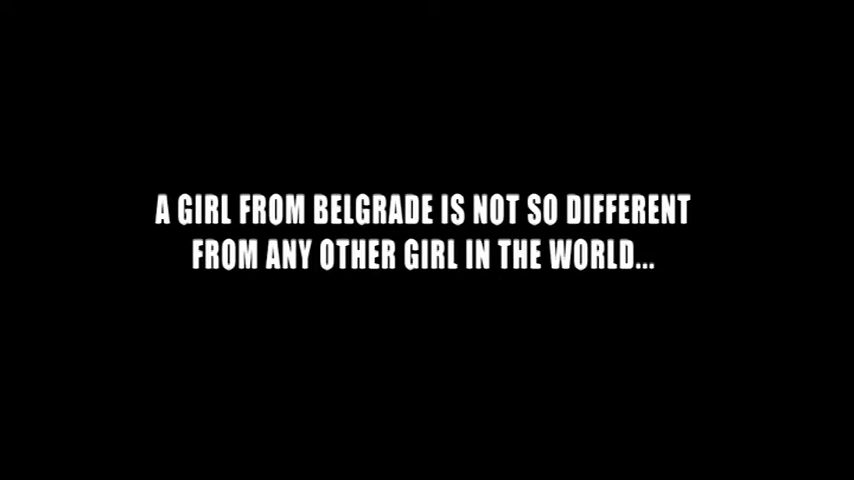 A GIRL FROM BELGRADE IS NOT SO DIFFERENT
FROM ANY OTHER GIRL IN THE WORLD...